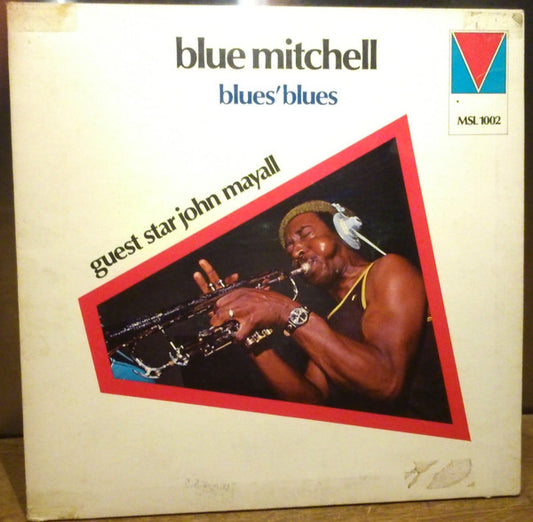 blue mitchell
blues' blues
MSL 1002
guest star john mayall